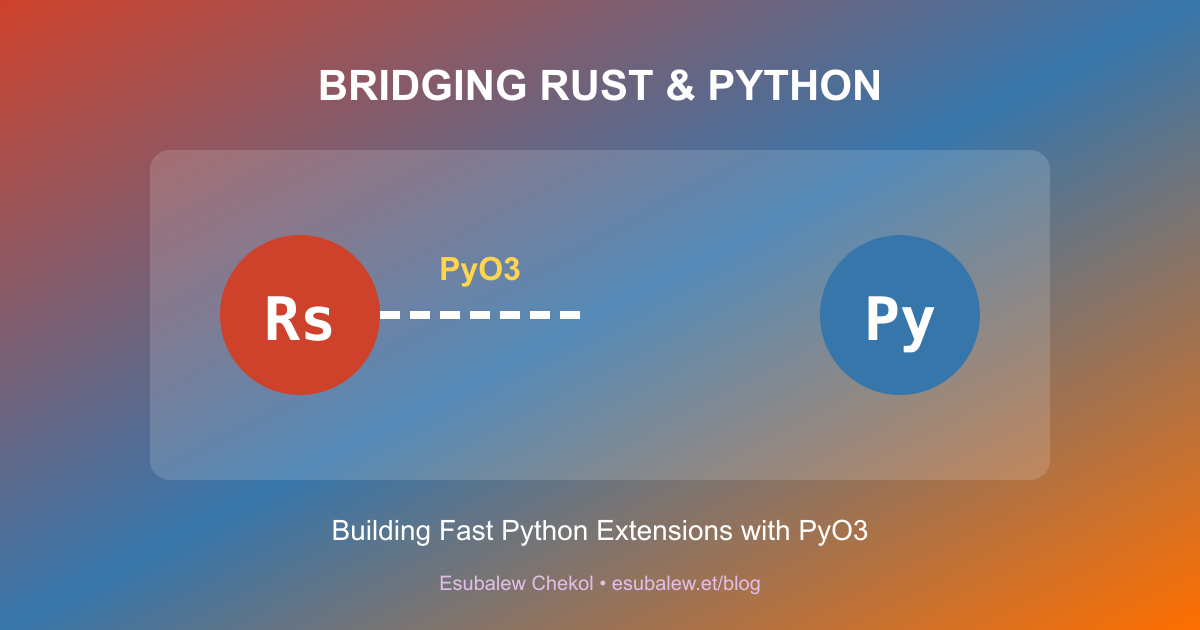 BRIDGING RUST & PYTHON
PyO3
Rs
Py
Building Fast Python Extensions with PyO3
Esubalew Chekol • esubalew.et/blog